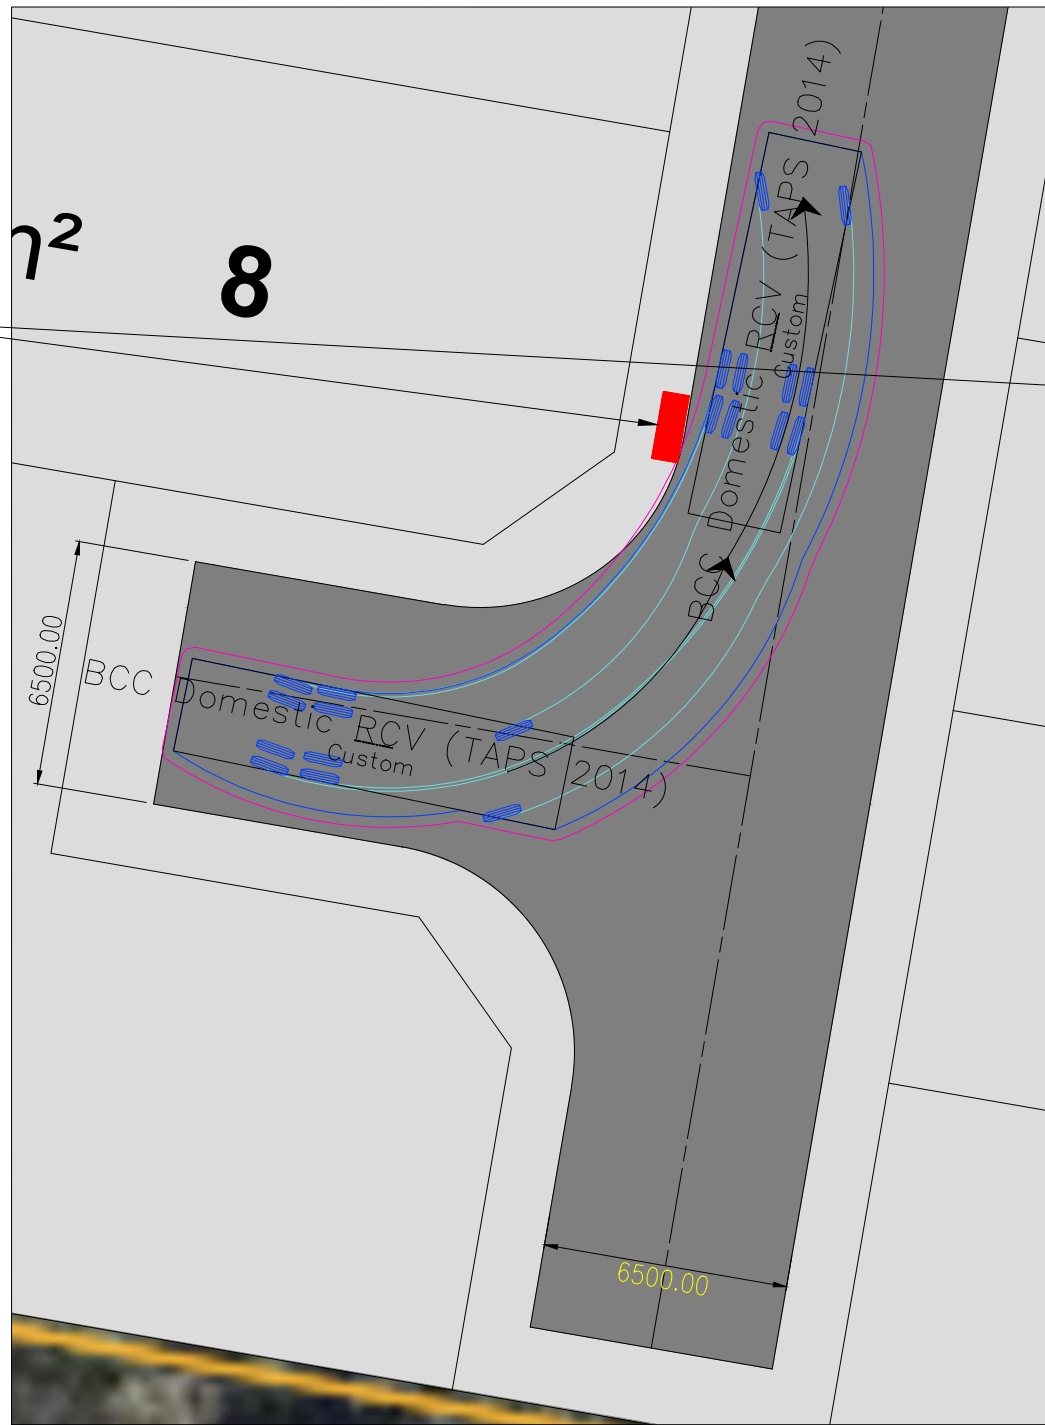 BCC Domestic RCV (TAPS 2014)
Custom
m²
8
6500.00
BCC Domestic RCV (TAPS 2014)
Custom
6500.00